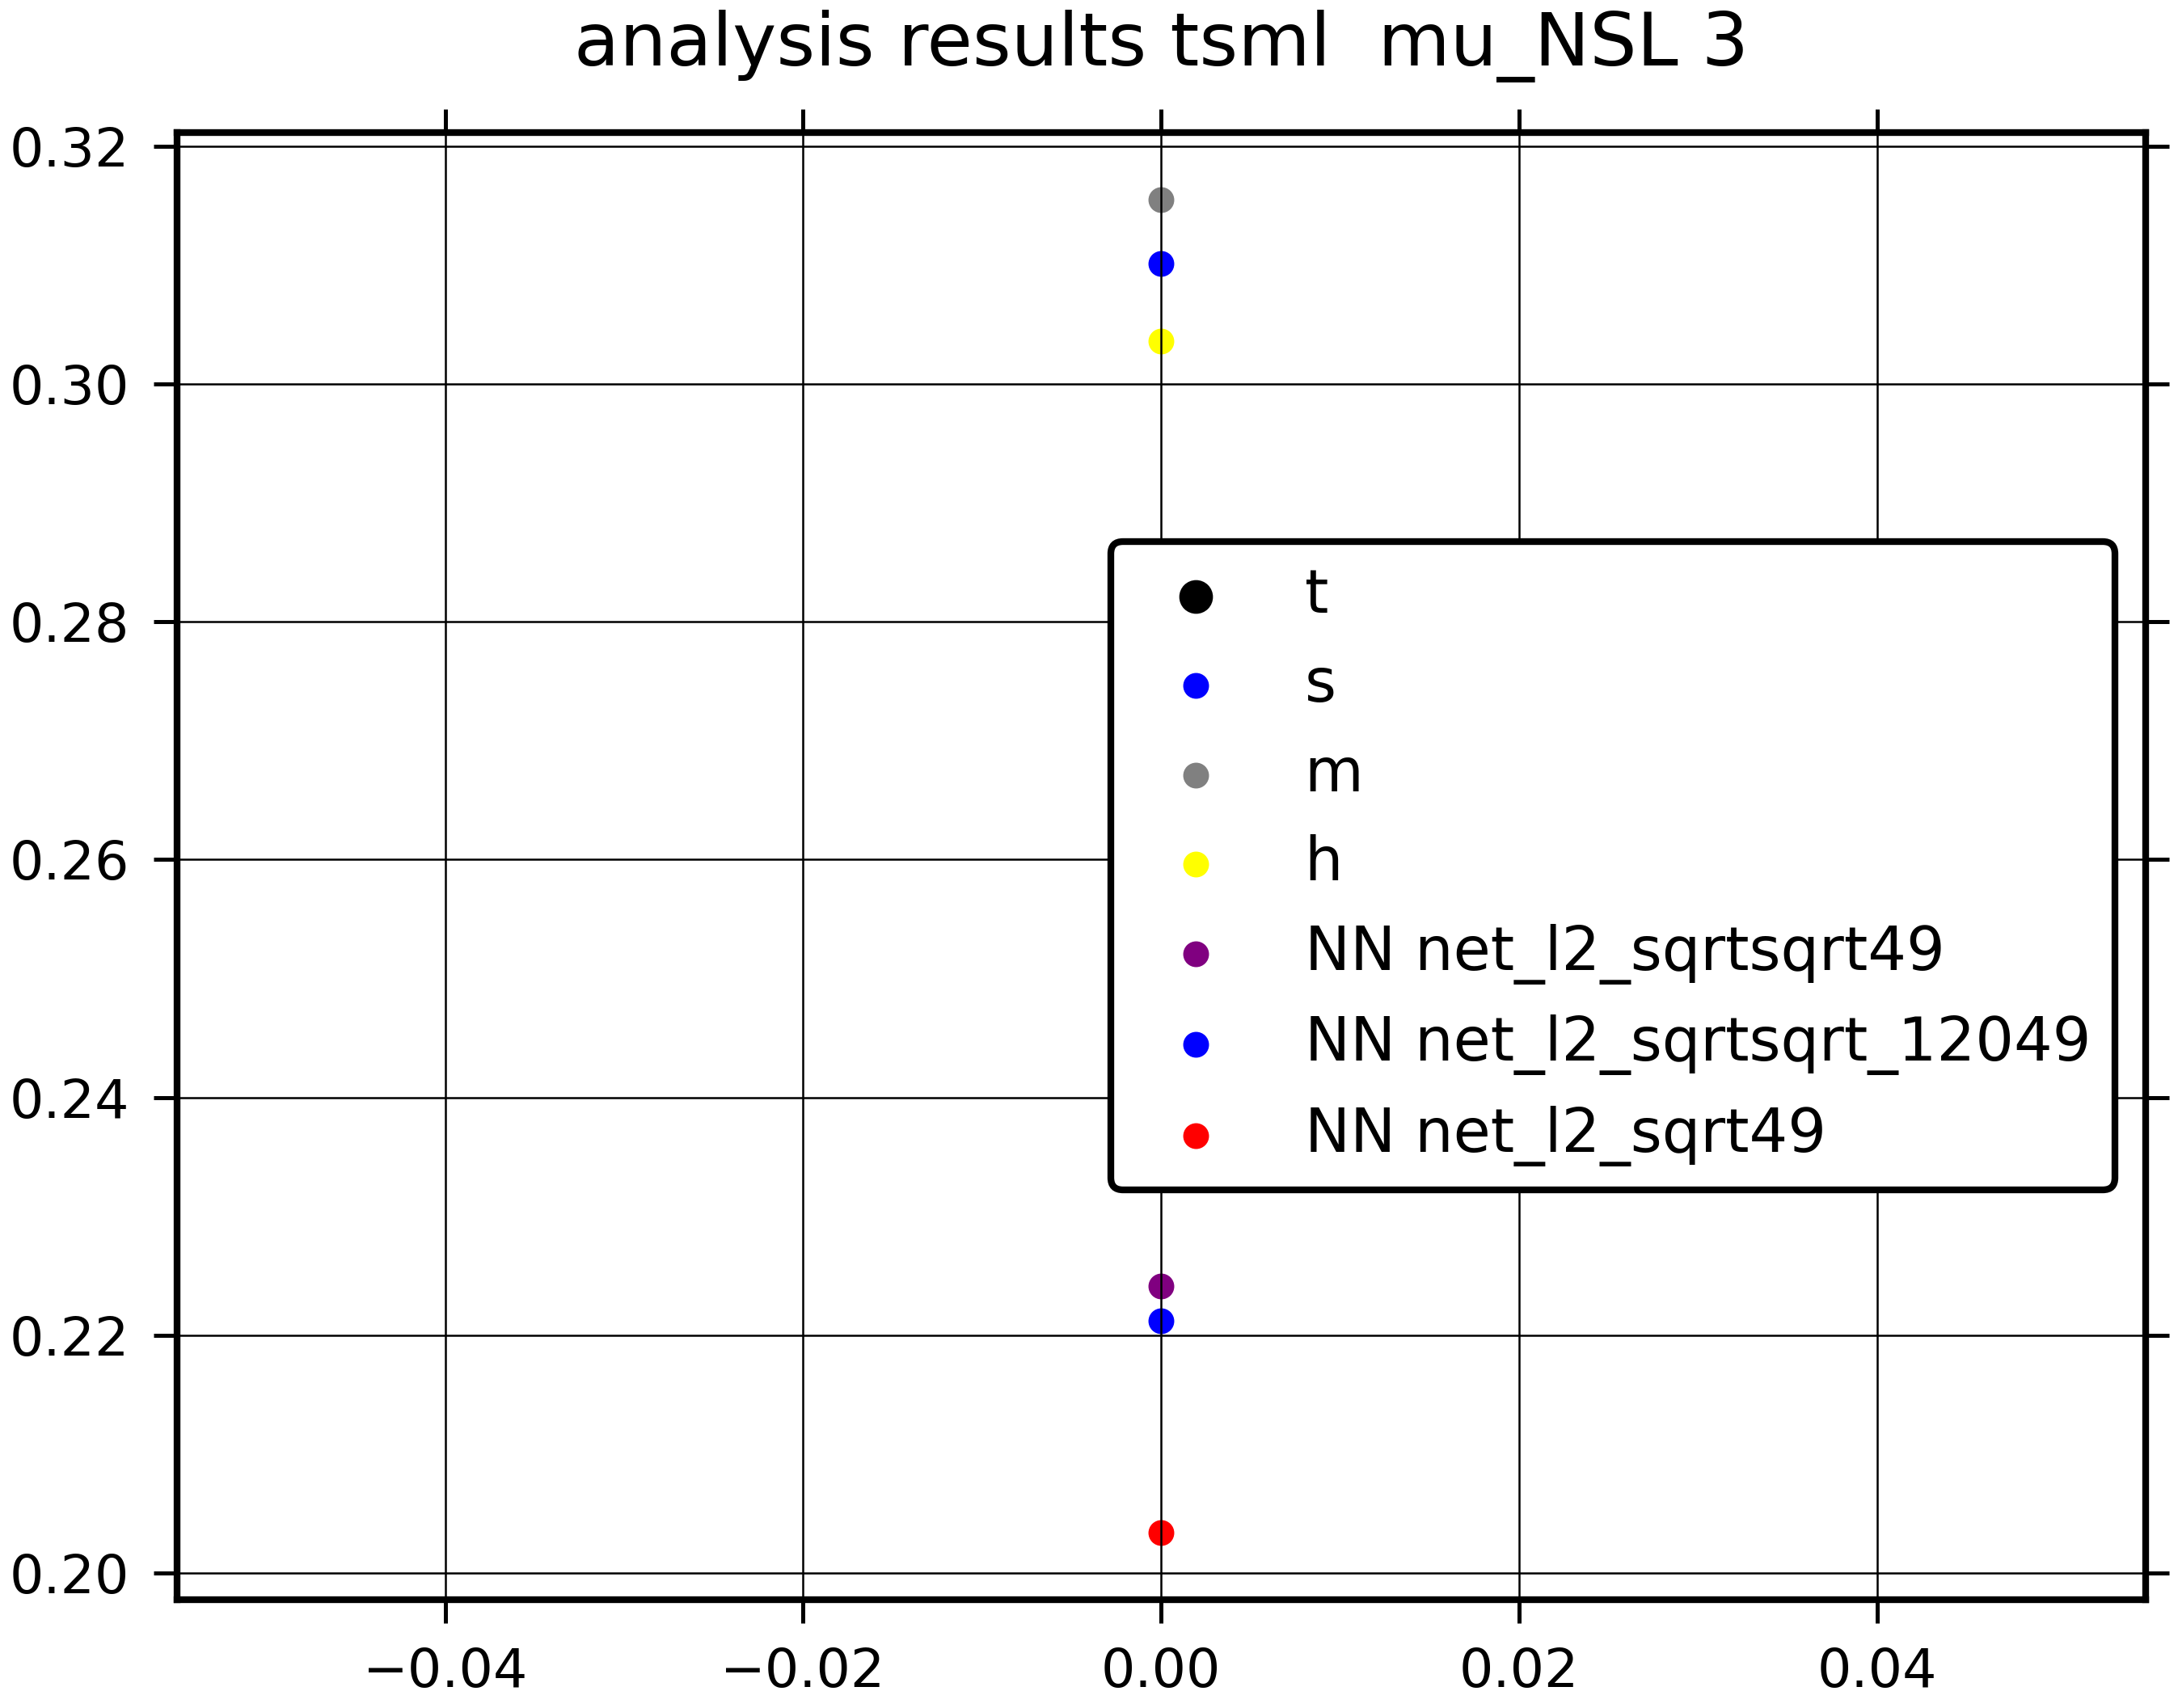 analysis results tsml  mu_NSL 3
0.32
0.30
0.28
0.26
0.24
0.22
0.20
t
s
m
h
NN net_l2_sqrtsqrt49
NN net_l2_sqrtsqrt_12049
NN net_l2_sqrt49
−0.04
−0.02
0.00
0.02
0.04